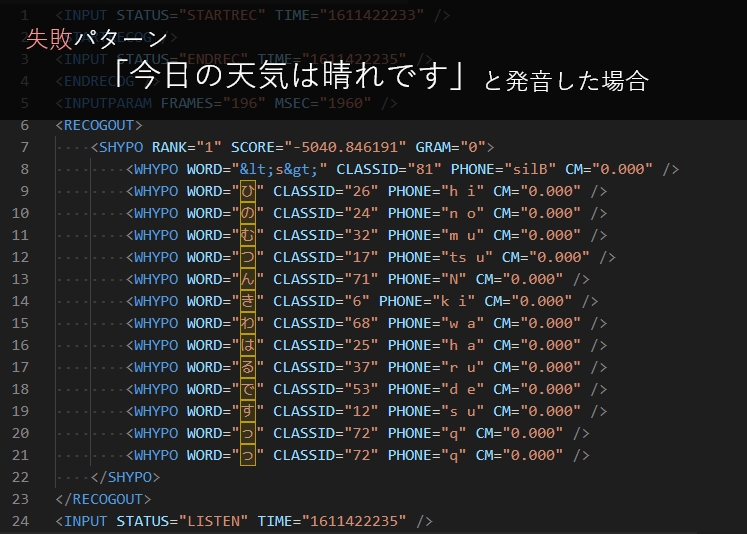 1 <INPUT STATUS="STARTREC" TIME="1611422233" />
失敗パターン
3 <INPUT STATUS="ENDREC" TIME="1611422235" />
「今日の天気は晴れです」と発音した場合
4 <ENDRECOG />
5 <INPUTPARAM FRAMES="196" MSEC="1960" />
6 <RECOGOUT>
7 <SHYPO RANK="1" SCORE="-5040.846191" GRAM="0">
8 <WHYPO WORD="&lt;s&gt;" CLASSID="81" PHONE="silB" CM="0.000" />
9 <WHYPO WORD="ひ" CLASSID="26" PHONE="h i" CM="0.000" />
10 <WHYPO WORD="の" CLASSID="24" PHONE="n o" CM="0.000" />
11 <WHYPO WORD="む" CLASSID="32" PHONE="m u" CM="0.000" />
12 <WHYPO WORD="つ" CLASSID="17" PHONE="ts u" CM="0.000" />
13 <WHYPO WORD="ん" CLASSID="71" PHONE="N" CM="0.000" />
14 <WHYPO WORD="き" CLASSID="6" PHONE="k i" CM="0.000" />
15 <WHYPO WORD="わ" CLASSID="68" PHONE="w a" CM="0.000" />
16 <WHYPO WORD="は" CLASSID="25" PHONE="h a" CM="0.000" />
17 <WHYPO WORD="る" CLASSID="37" PHONE="r u" CM="0.000" />
18 <WHYPO WORD="で" CLASSID="53" PHONE="d e" CM="0.000" />
19 <WHYPO WORD="す" CLASSID="12" PHONE="s u" CM="0.000" />
20 <WHYPO WORD="っ" CLASSID="72" PHONE="q" CM="0.000" />
21 <WHYPO WORD="っ" CLASSID="72" PHONE="q" CM="0.000" />
22 </SHYPO>
23 </RECOGOUT>
24 <INPUT STATUS="LISTEN" TIME="1611422235" />